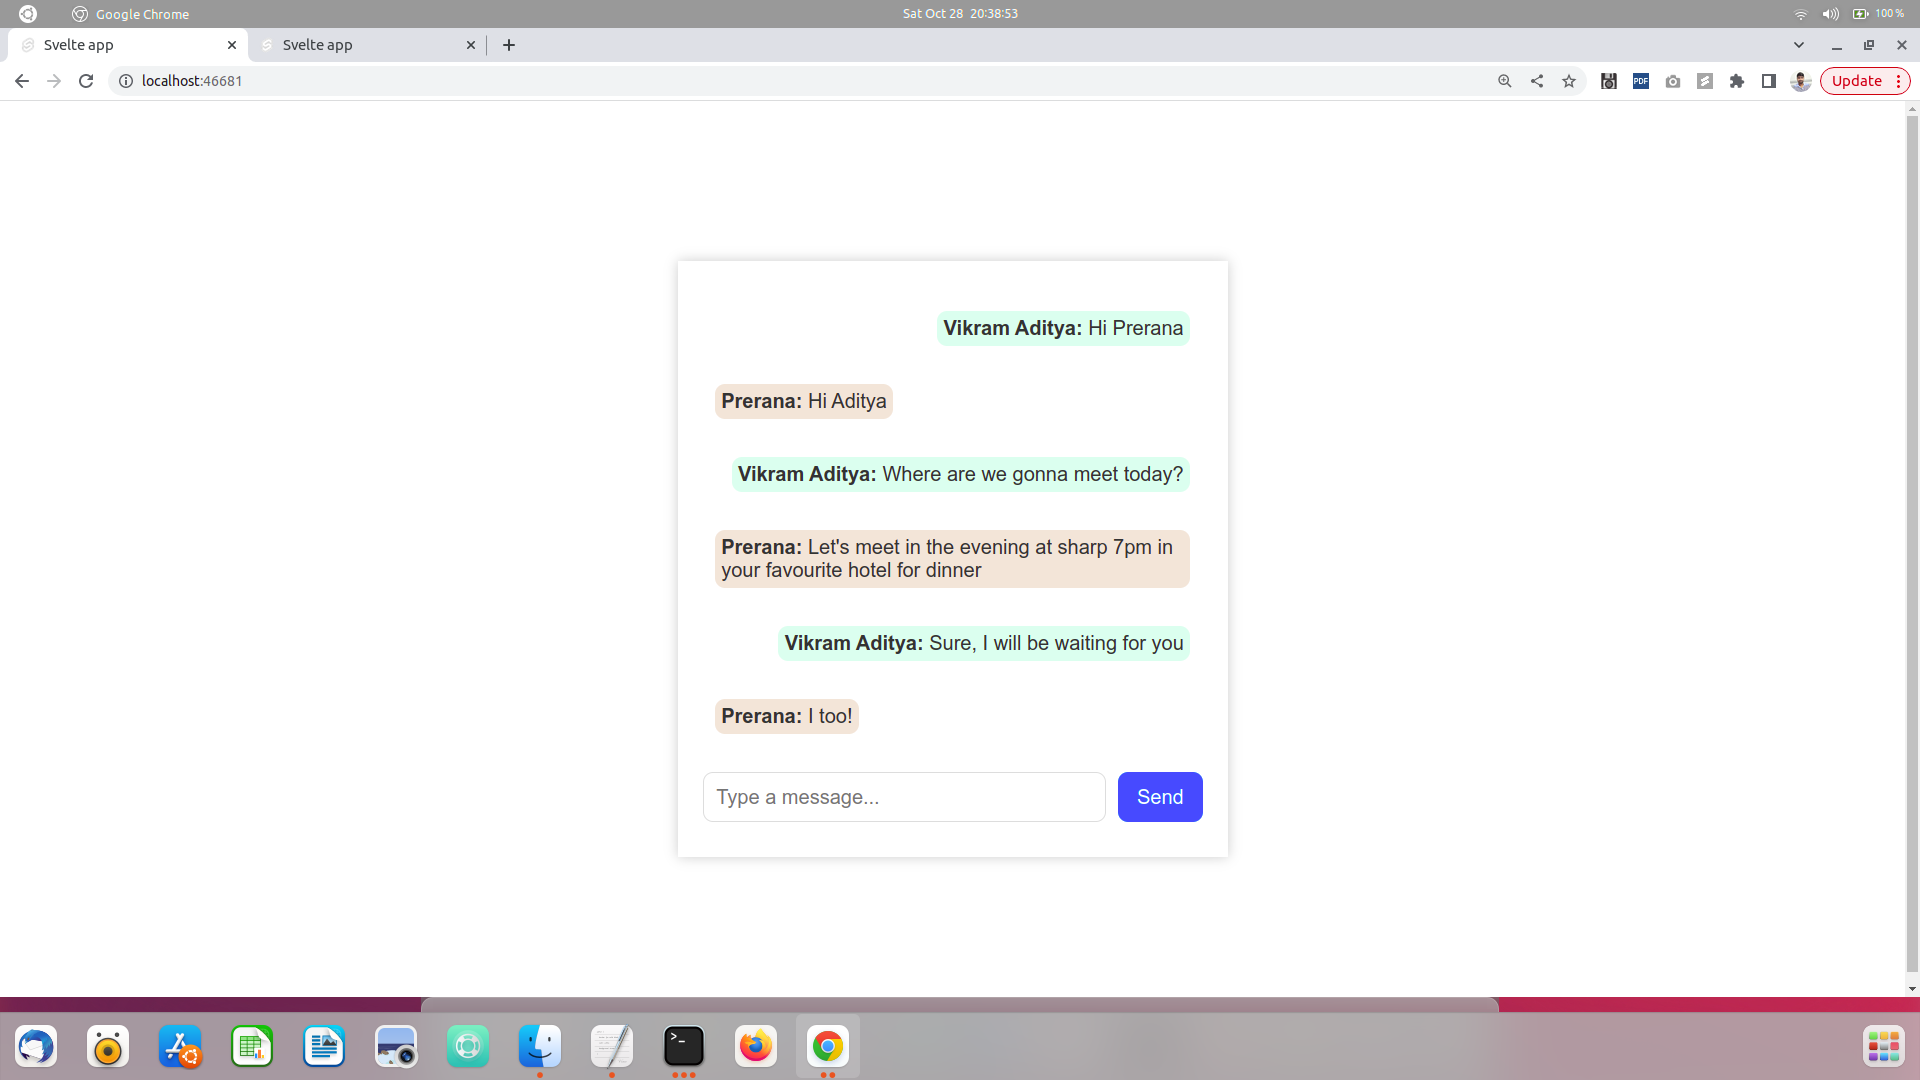 Google Chrome
Sat Oct 28 20:38:53
100 %
Svelte app
Svelte app
localhost:46681
PDF
Update
Vikram Aditya: Hi Prerana
Prerana: Hi Aditya
Vikram Aditya: Where are we gonna meet today?
Prerana: Let's meet in the evening at sharp 7pm in
your favourite hotel for dinner
Vikram Aditya: Sure, I will be waiting for you
Prerana: I too!
Type a message...
Send
>_